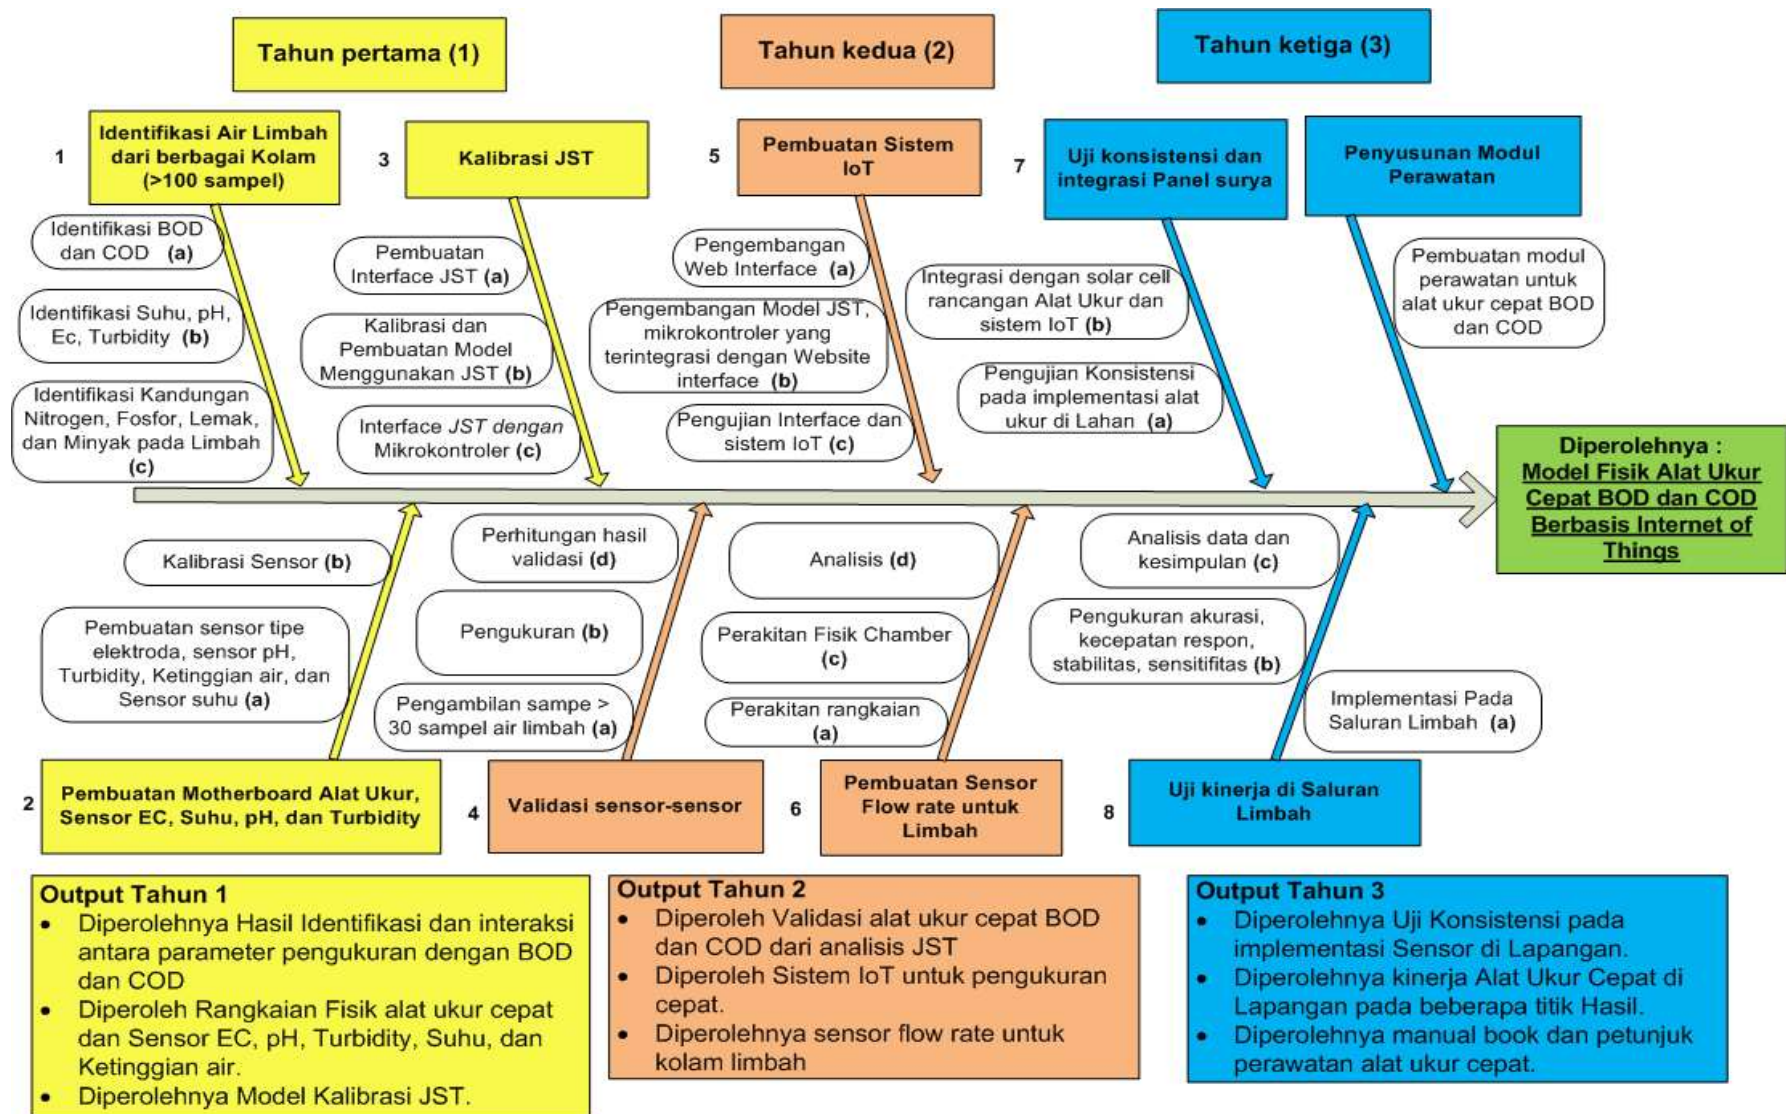 Tahun pertama (1)
Tahun kedua (2)
Tahun ketiga (3)
1
Identifikasi Air Limbah
dari berbagai Kolam
(>100 sampel)
3
Kalibrasi JST
5
Pembuatan Sistem
IoT
7
Uji konsistensi dan
integrasi Panel surya
Penyusunan Modul
Perawatan
Identifikasi BOD
dan COD (a)
Identifikasi Suhu, pH,
Ec, Turbidity (b)
Identifikasi Kandungan
Nitrogen, Fosfor, Lemak,
dan Minyak pada Limbah
(c)
Pembuatan
Interface JST (a)
Kalibrasi dan
Pembuatan Model
Menggunakan JST (b)
Interface JST dengan
Mikrokontroler (c)
Pengembangan
Web Interface (a)
Pengembangan Model JST,
mikrokontroler yang
terintegrasi dengan Website
interface (b)
Pengujian Interface dan
sistem IoT (c)
Integrasi dengan solar cell
rancangan Alat Ukur dan
sistem IoT (b)
Pengujian Konsistensi
pada implementasi alat
ukur di Lahan (a)
Pembuatan modul
perawatan untuk
alat ukur cepat BOD
dan COD
Diperolehnya :
Model Fisik Alat Ukur
Cepat BOD dan COD
Berbasis Internet of
Things
Kalibrasi Sensor (b)
Pembuatan sensor tipe
elektroda, sensor pH,
Turbidity, Ketinggian air, dan
Sensor suhu (a)
Perhitungan hasil
validasi (d)
Pengukuran (b)
Pengambilan sampe >
30 sampel air limbah (a)
Analisis (d)
Perakitan Fisik Chamber
(c)
Perakitan rangkaian
(a)
Analisis data dan
kesimpulan (c)
Pengukuran akurasi,
kecepatan respon,
stabilitas, sensitifitas (b)
Implementasi Pada
Saluran Limbah (a)
2
Pembuatan Motherboard Alat Ukur,
Sensor EC, Suhu, pH, dan Turbidity
4
Validasi sensor-sensor
6
Pembuatan Sensor
Flow rate untuk
Limbah
8
Uji kinerja di Saluran
Limbah
Output Tahun 1
• Diperolehnya Hasil Identifikasi dan interaksi
antara parameter pengukuran dengan BOD
dan COD
• Diperoleh Rangkaian Fisik alat ukur cepat
dan Sensor EC, pH, Turbidity, Suhu, dan
Ketinggian air.
• Diperolehnya Model Kalibrasi JST.
Output Tahun 2
• Diperoleh Validasi alat ukur cepat BOD
dan COD dari analisis JST
• Diperoleh Sistem IoT untuk pengukuran
cepat.
• Diperolehnya sensor flow rate untuk
kolam limbah
Output Tahun 3
• Diperolehnya Uji Konsistensi pada
implementasi Sensor di Lapangan.
• Diperolehnya kinerja Alat Ukur Cepat di
Lapangan pada beberapa titik Hasil.
• Diperolehnya manual book dan petunjuk
perawatan alat ukur cepat.